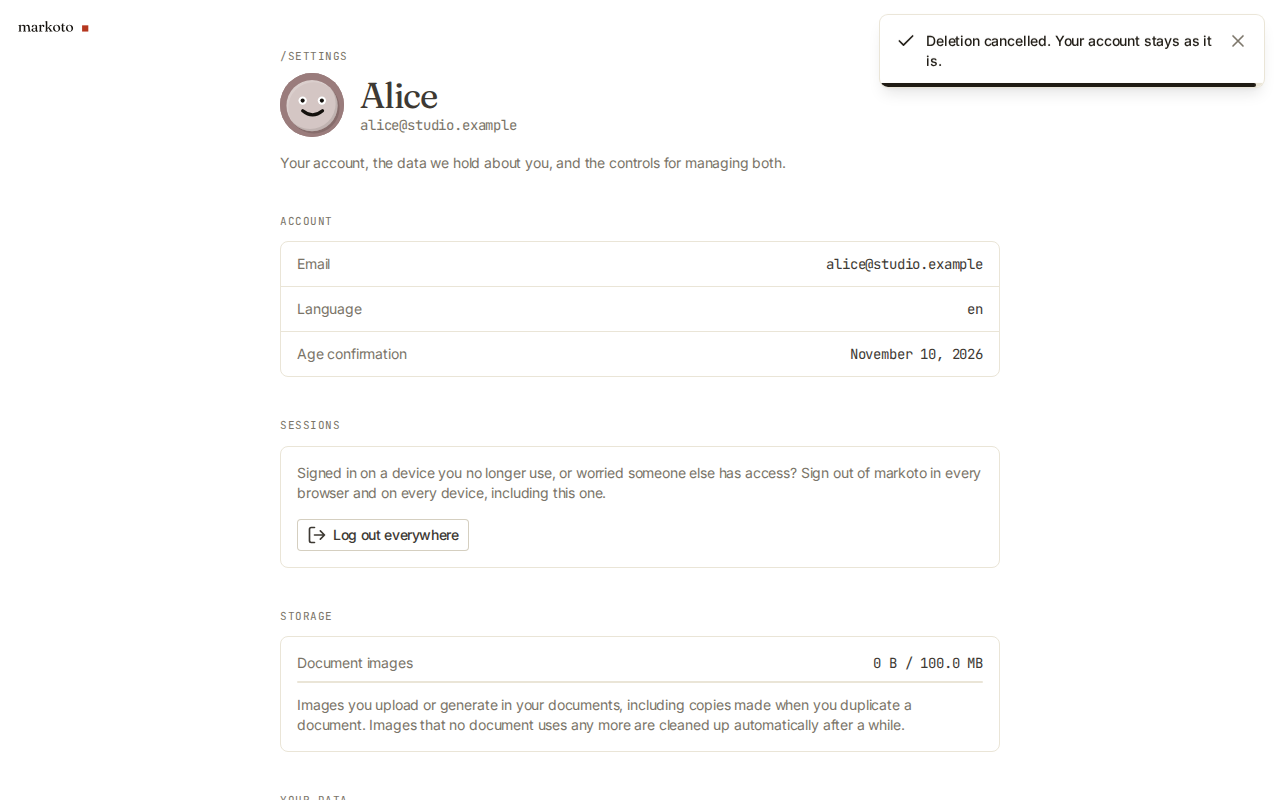 markoto
Deletion cancelled. Your account stays as it
is.
/SETTINGS
Alice
alice@studio.example
Your account, the data we hold about you, and the controls for managing both.
ACCOUNT
Email
alice@studio.example
Language
en
Age confirmation
November 10, 2026
SESSIONS
Signed in on a device you no longer use, or worried someone else has access? Sign out of markoto in every
browser and on every device, including this one.
Log out everywhere
STORAGE
Document images
0 B / 100.0 MB
Images you upload or generate in your documents, including copies made when you duplicate a
document. Images that no document uses any more are cleaned up automatically after a while.
YOUR DATA